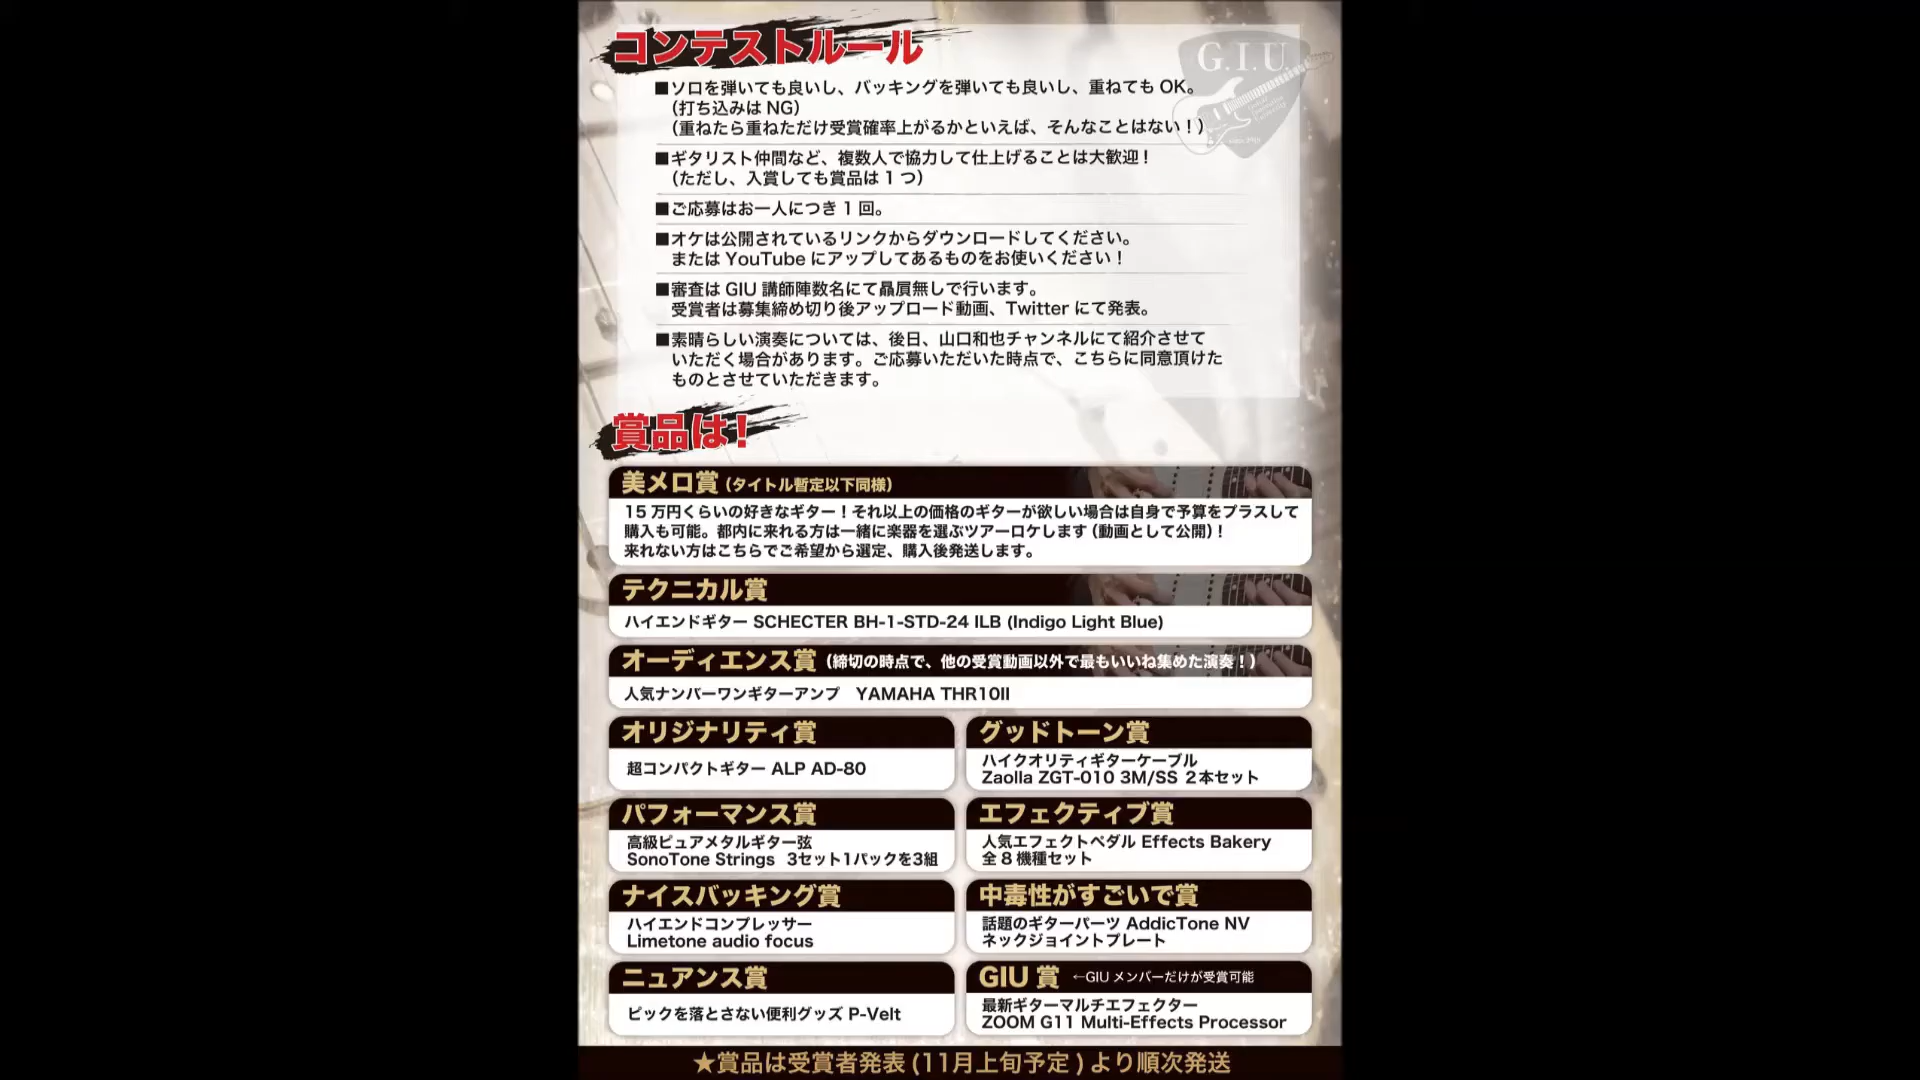 コンテストルール
G.I.U.
■ソロを弾いても良いし、バッキングを弾いても良いし、重ねても OK。
（打ち込みは NG）
（重ねたら重ねただけ受賞確率上がるかといえば、そんなことはない！）
■ギタリスト仲間など、複数人で協力して仕上げることは大歓迎！
（ただし、入賞しても賞品は 1 つ）
■ご応募はお一人につき 1 回。
■オケは公開されているリンクからダウンロードしてください。
または YouTube にアップしてあるものをお使いください！
■審査は GIU 講師陣数名にて贔屓無しで行います。
受賞者は募集締め切り後アップロード動画、Twitter にて発表。
■素晴らしい演奏については、後日、山口和也チャンネルにて紹介させて
いただく場合があります。ご応募いただいた時点で、こちらに同意頂けた
ものとさせていただきます。
賞品は！
美メロ賞（タイトル暫定以下同様）
15 万円くらいの好きなギター！それ以上の価格のギターが欲しい場合は自身で予算をプラスして
購入も可能。都内に来れる方は一緒に楽器を選ぶツアーロケします（動画として公開）！
来れない方はこちらでご希望から選定、購入後発送します。
テクニカル賞
ハイエンドギター SCHECTER BH-1-STD-24 ILB (Indigo Light Blue)
オーディエンス賞（締切の時点で、他の受賞動画以外で最もいいね集めた演奏！）
人気ナンバーワンギターアンプ　YAMAHA THR10II
オリジナリティ賞
超コンパクトギター ALP AD-80
グッドトーン賞
ハイクオリティギターケーブル
Zaolla ZGT-010 3M/SS ２本セット
パフォーマンス賞
高級ピュアメタルギター弦
SonoTone Strings 3セット1パックを3組
エフェクティブ賞
人気エフェクトペダル Effects Bakery
全 8 機種セット
ナイスバッキング賞
ハイエンドコンプレッサー
Limetone audio focus
中毒性がすごいで賞
話題のギターパーツ AddicTone NV
ネックジョイントプレート
ニュアンス賞
ピックを落とさない便利グッズ P-Velt
GIU 賞 ←GIU メンバーだけが受賞可能
最新ギターマルチエフェクター
ZOOM G11 Multi-Effects Processor
★賞品は受賞者発表 (11月上旬予定 ) より順次発送